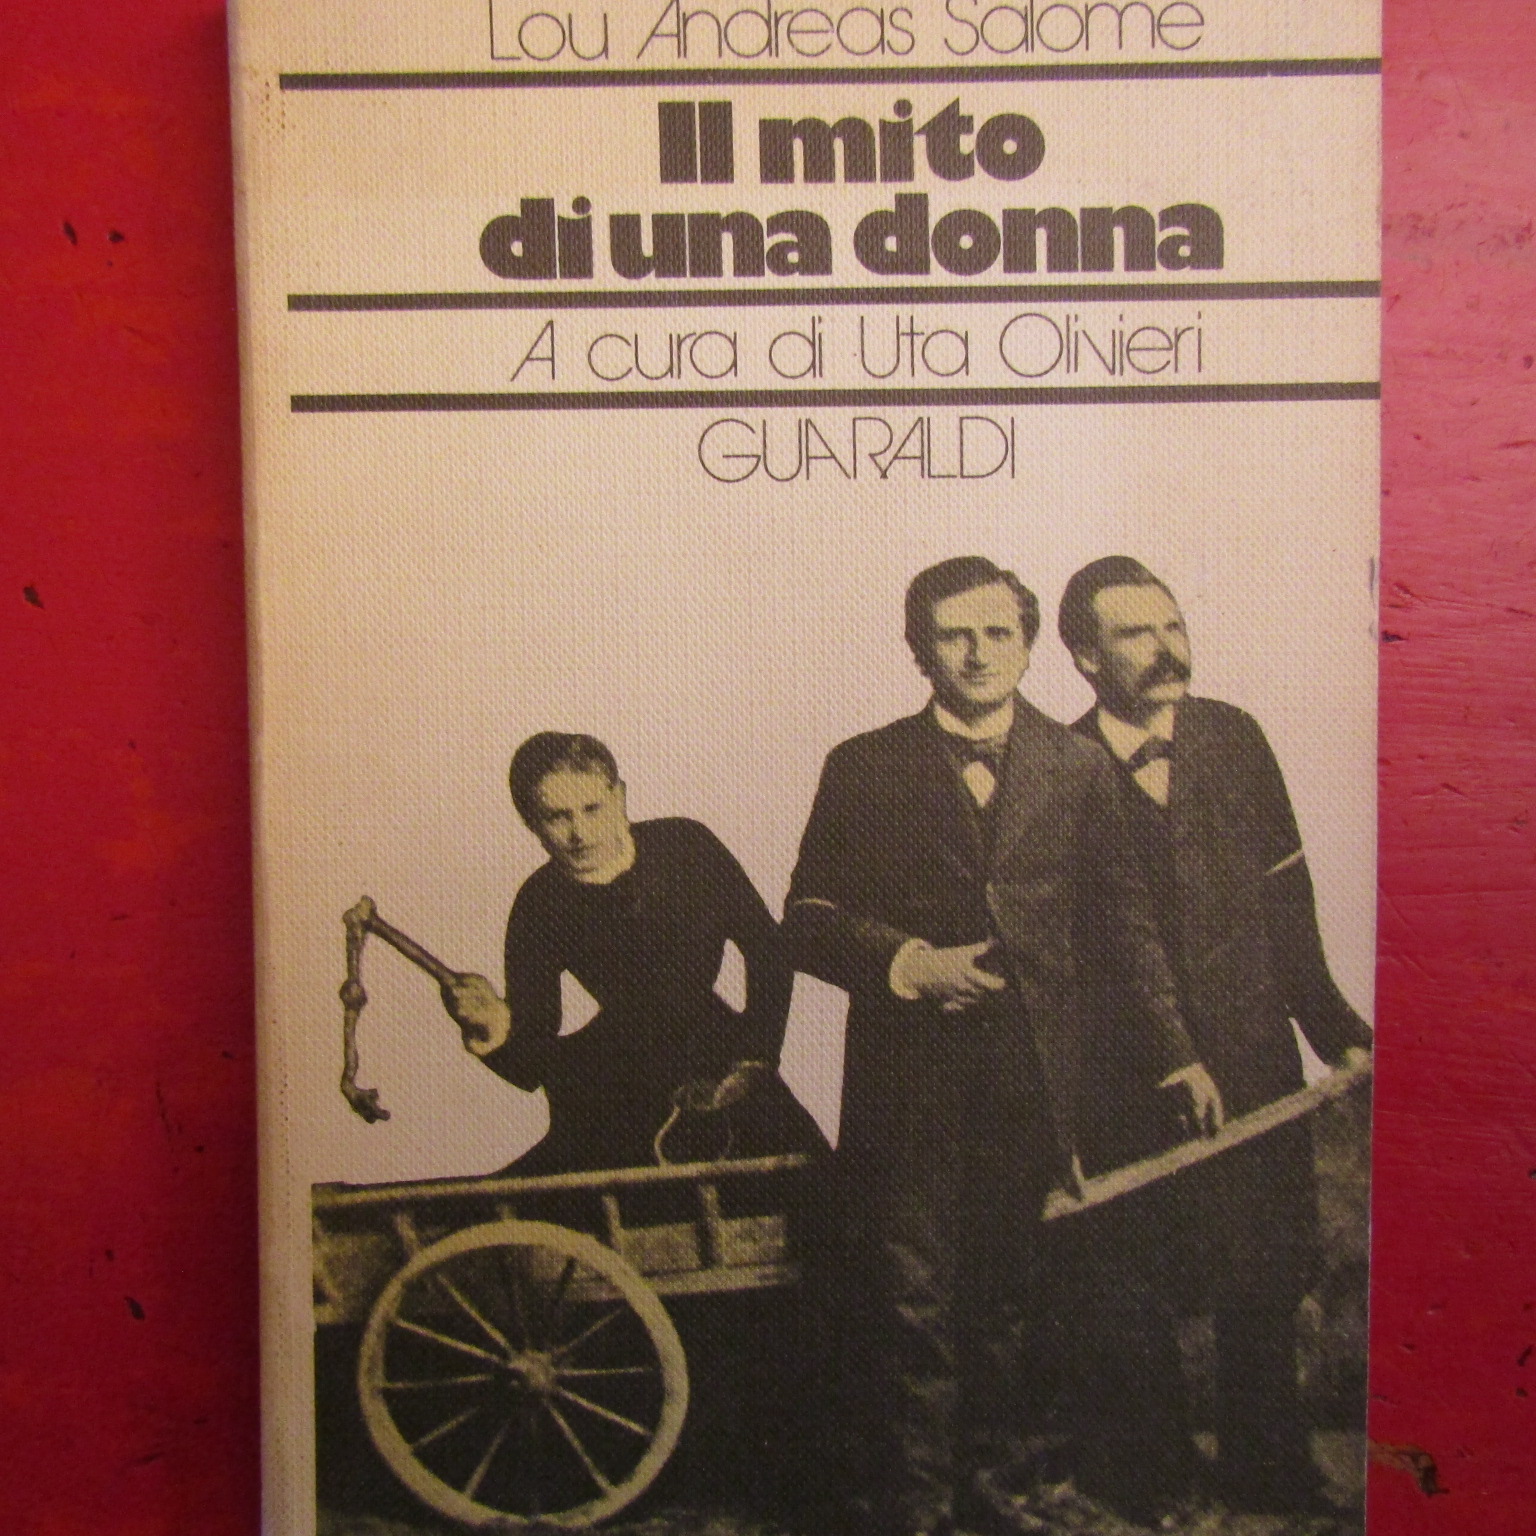 Lou Andreas Salomé
Il mito
di una donna
A cura di Uta Olivieri
GUARALDI